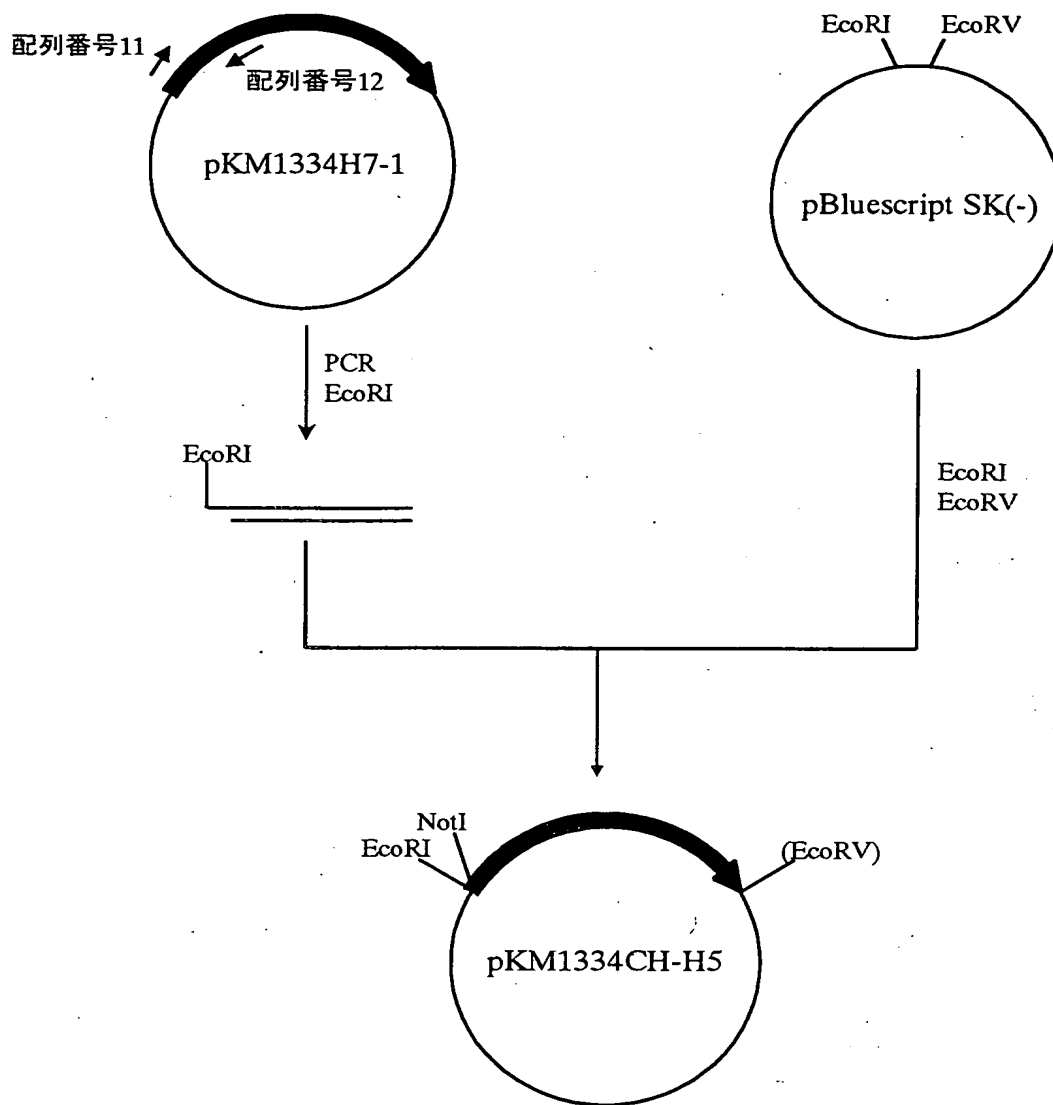 配列番号11
配列番号12
pKM1334H7-1
EcoRI
EcoRV
pBluescript SK(-)
PCR
EcoRI
EcoRI
EcoRI
EcoRV
NotI
EcoRI
(EcoRV)
pKM1334CH-H5